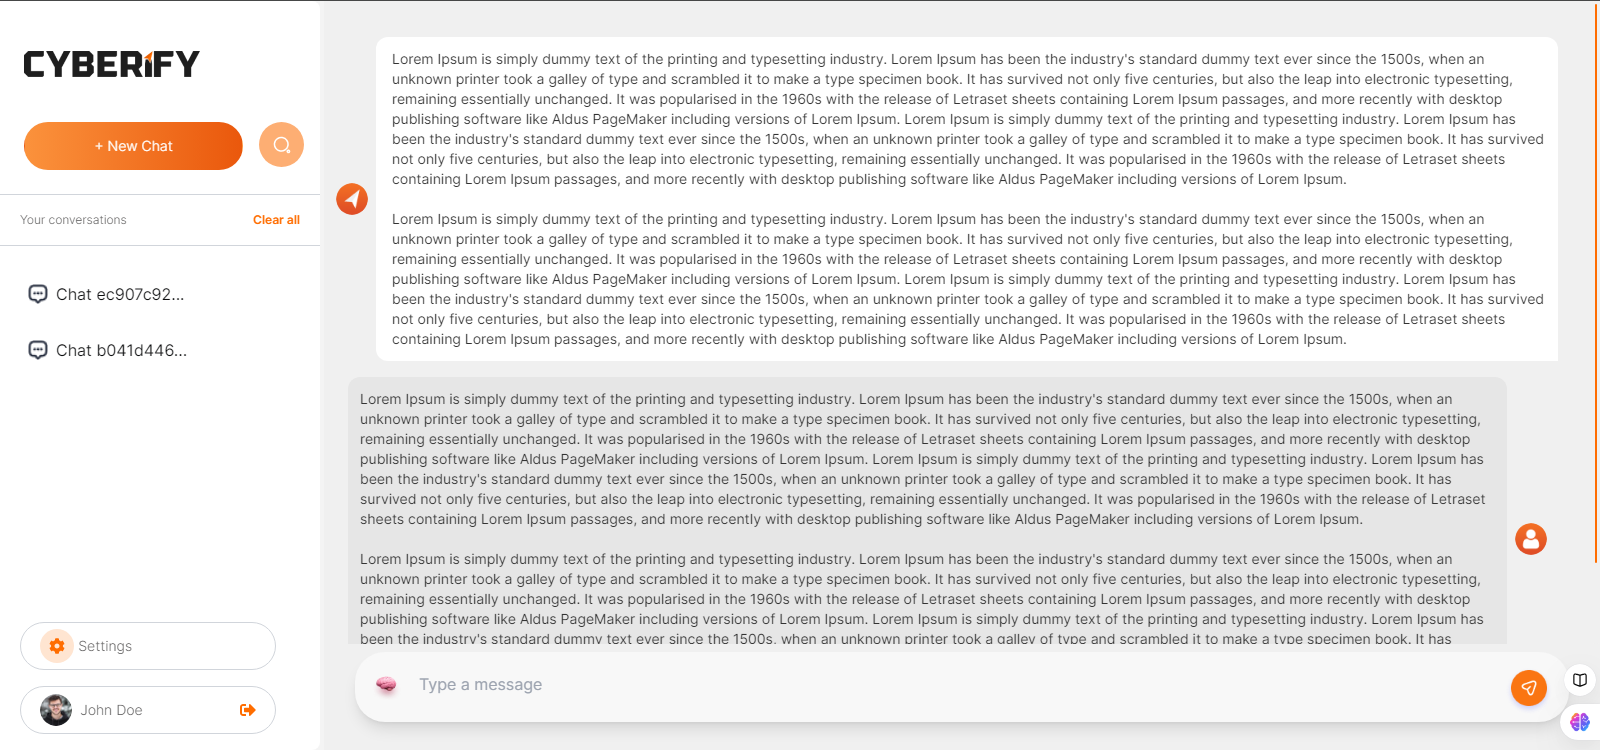 CYBERIFY
+ New Chat
Your conversations
Clear all
Chat ec907c92...
Chat b041d446...
Settings
John Doe
Lorem Ipsum is simply dummy text of the printing and typesetting industry. Lorem Ipsum has been the industry's standard dummy text ever since the 1500s, when an
unknown printer took a galley of type and scrambled it to make a type specimen book. It has survived not only five centuries, but also the leap into electronic typesetting,
remaining essentially unchanged. It was popularised in the 1960s with the release of Letraset sheets containing Lorem Ipsum passages, and more recently with desktop
publishing software like Aldus PageMaker including versions of Lorem Ipsum. Lorem Ipsum is simply dummy text of the printing and typesetting industry. Lorem Ipsum has
been the industry's standard dummy text ever since the 1500s, when an unknown printer took a galley of type and scrambled it to make a type specimen book. It has survived
not only five centuries, but also the leap into electronic typesetting, remaining essentially unchanged. It was popularised in the 1960s with the release of Letraset sheets
containing Lorem Ipsum passages, and more recently with desktop publishing software like Aldus PageMaker including versions of Lorem Ipsum.
Lorem Ipsum is simply dummy text of the printing and typesetting industry. Lorem Ipsum has been the industry's standard dummy text ever since the 1500s, when an
unknown printer took a galley of type and scrambled it to make a type specimen book. It has survived not only five centuries, but also the leap into electronic typesetting,
remaining essentially unchanged. It was popularised in the 1960s with the release of Letraset sheets containing Lorem Ipsum passages, and more recently with desktop
publishing software like Aldus PageMaker including versions of Lorem Ipsum. Lorem Ipsum is simply dummy text of the printing and typesetting industry. Lorem Ipsum has
been the industry's standard dummy text ever since the 1500s, when an unknown printer took a galley of type and scrambled it to make a type specimen book. It has survived
not only five centuries, but also the leap into electronic typesetting, remaining essentially unchanged. It was popularised in the 1960s with the release of Letraset sheets
containing Lorem Ipsum passages, and more recently with desktop publishing software like Aldus PageMaker including versions of Lorem Ipsum.
Lorem Ipsum is simply dummy text of the printing and typesetting industry. Lorem Ipsum has been the industry's standard dummy text ever since the 1500s, when an
unknown printer took a galley of type and scrambled it to make a type specimen book. It has survived not only five centuries, but also the leap into electronic typesetting,
remaining essentially unchanged. It was popularised in the 1960s with the release of Letraset sheets containing Lorem Ipsum passages, and more recently with desktop
publishing software like Aldus PageMaker including versions of Lorem Ipsum. Lorem Ipsum is simply dummy text of the printing and typesetting industry. Lorem Ipsum has
been the industry's standard dummy text ever since the 1500s, when an unknown printer took a galley of type and scrambled it to make a type specimen book. It has
survived not only five centuries, but also the leap into electronic typesetting, remaining essentially unchanged. It was popularised in the 1960s with the release of Letraset
sheets containing Lorem Ipsum passages, and more recently with desktop publishing software like Aldus PageMaker including versions of Lorem Ipsum.
Lorem Ipsum is simply dummy text of the printing and typesetting industry. Lorem Ipsum has been the industry's standard dummy text ever since the 1500s, when an
unknown printer took a galley of type and scrambled it to make a type specimen book. It has survived not only five centuries, but also the leap into electronic typesetting,
remaining essentially unchanged. It was popularised in the 1960s with the release of Letraset sheets containing Lorem Ipsum passages, and more recently with desktop
publishing software like Aldus PageMaker including versions of Lorem Ipsum. Lorem Ipsum is simply dummy text of the printing and typesetting industry. Lorem Ipsum has
been the industry's standard dummy text ever since the 1500s, when an unknown printer took a galley of type and scrambled it to make a type specimen book. It has
Type a message